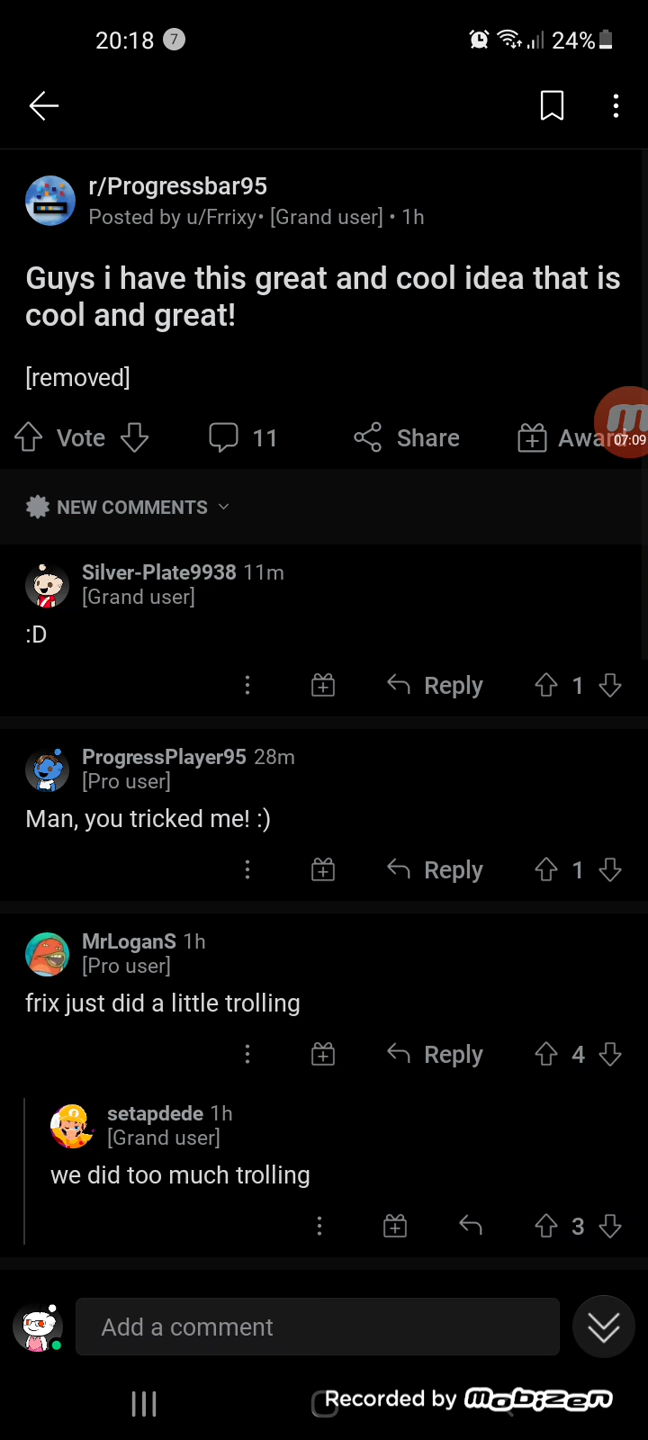 20:18 7 24%
r/Progressbar95
Posted by u/Frrixy• [Grand user] • 1h
Guys i have this great and cool idea that is
cool and great!
[removed]
Vote 11 Share Award
07:09
NEW COMMENTS
Silver-Plate9938 11m
[Grand user]
:D
Reply 1
ProgressPlayer95 28m
[Pro user]
Man, you tricked me! :)
Reply 1
MrLoganS 1h
[Pro user]
frix just did a little trolling
Reply 4
setapdede 1h
[Grand user]
we did too much trolling
3
Add a comment
Recorded by mobizen